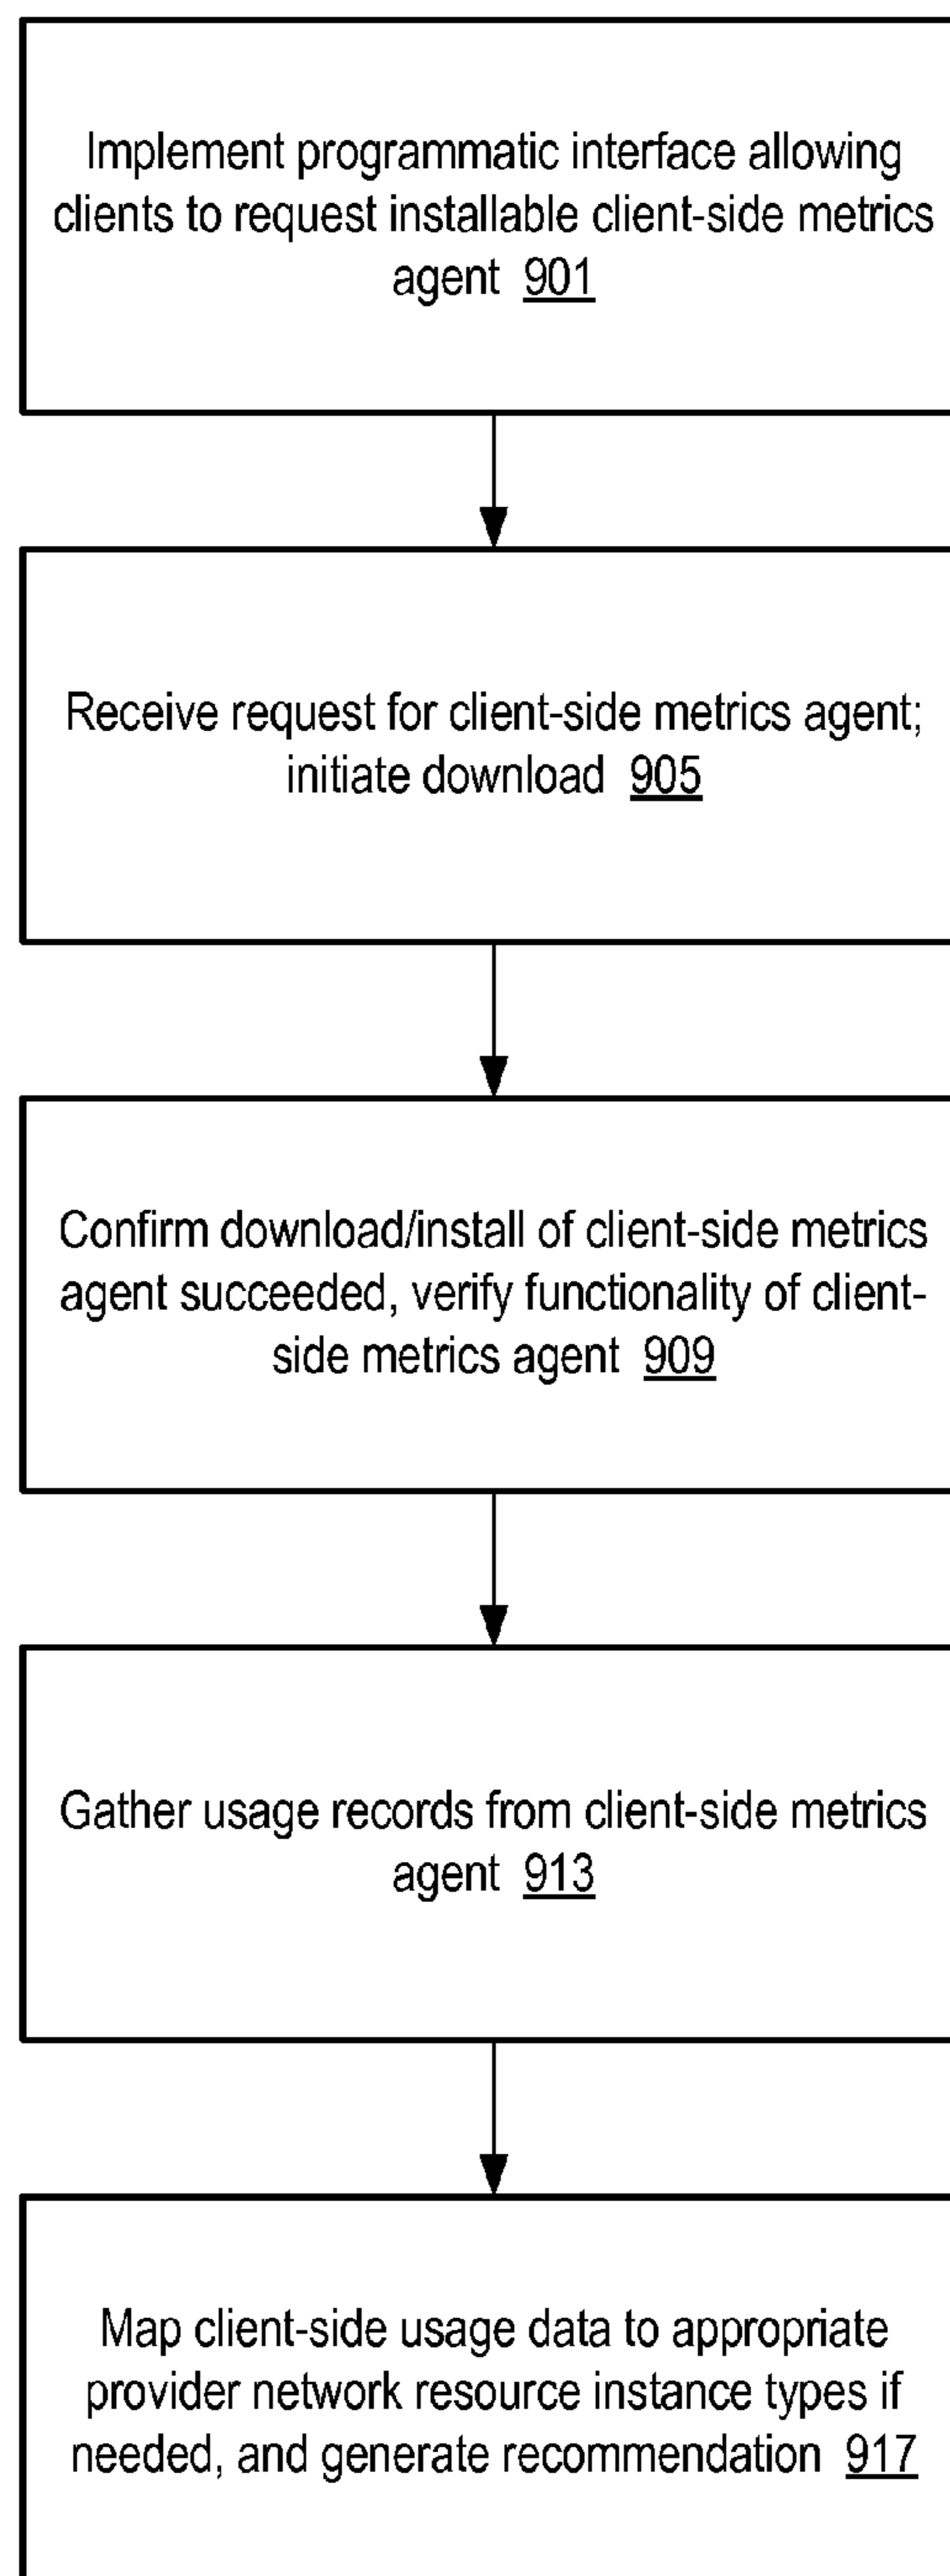 Implement programmatic interface allowing
clients to request installable client-side metrics
agent 901
Receive request for client-side metrics agent;
initiate download 905
Confirm download/install of client-side metrics
agent succeeded, verify functionality of client-
side metrics agent 909
Gather usage records from client-side metrics
agent 913
Map client-side usage data to appropriate
provider network resource instance types if
needed, and generate recommendation 917